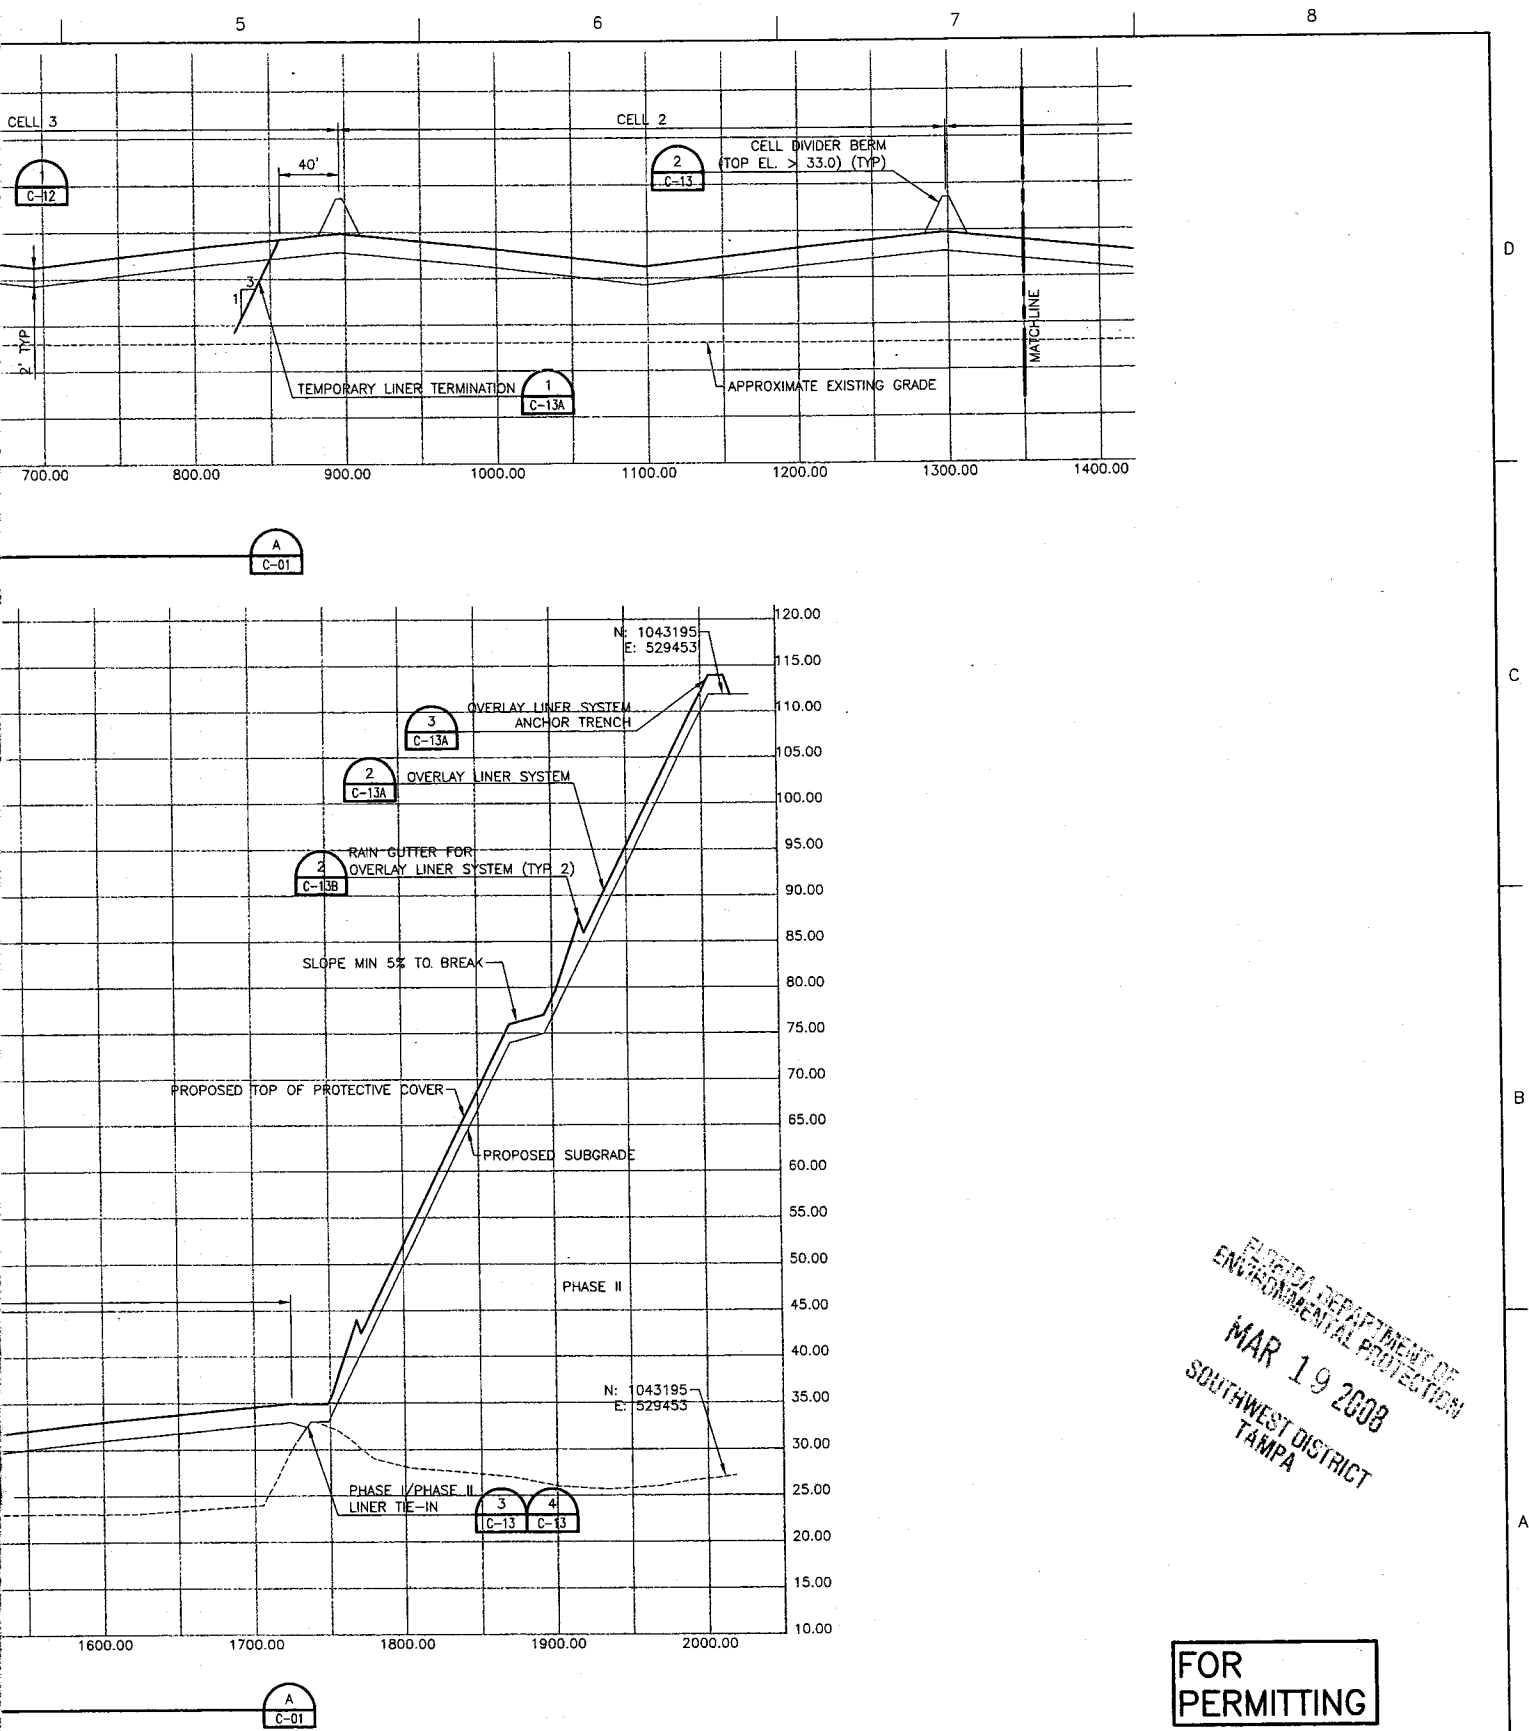 5 6 7 8
CELL 3
CELL 2
CELL DIVIDER BERM
(TOP EL. > 33.0) (TYP)
1
C-12
40'
2
C-13
D
3
1
2' TYP
MATCHLINE
TEMPORARY LINER TERMINATION
1
C-13A
APPROXIMATE EXISTING GRADE
700.00 800.00 900.00 1000.00 1100.00 1200.00 1300.00 1400.00
A
C-01
120.00
N: 1043195
E: 529453
115.00
C
OVERLAY LINER SYSTEM
ANCHOR TRENCH
3
C-13A
110.00
105.00
2
C-13A
OVERLAY LINER SYSTEM
100.00
95.00
RAIN GUTTER FOR
OVERLAY LINER SYSTEM (TYP 2)
2
C-13B
90.00
85.00
SLOPE MIN 5% TO BREAK
80.00
75.00
70.00
PROPOSED TOP OF PROTECTIVE COVER
B
65.00
PROPOSED SUBGRADE
60.00
55.00
50.00
PHASE II
45.00
40.00
35.00
N: 1043195
E: 529453
30.00
25.00
PHASE I/PHASE II
LINER TIE-IN
3
C-13
4
C-13
20.00
15.00
10.00
1600.00 1700.00 1800.00 1900.00 2000.00
A
C-01
FLORIDA DEPARTMENT OF
ENVIRONMENTAL PROTECTION
MAR 19 2008
SOUTHWEST DISTRICT
TAMPA
A
FOR
PERMITTING